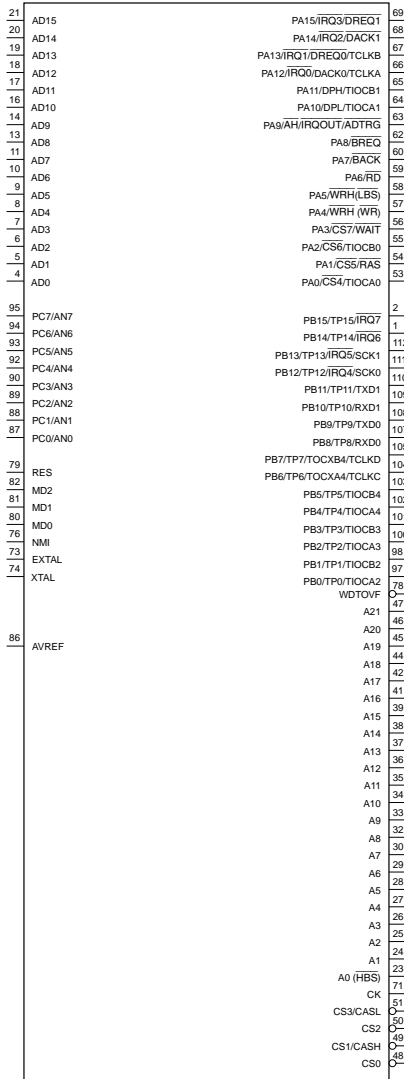 21 AD15
20 AD14
19 AD13
18 AD12
17 AD11
16 AD10
14 AD9
13 AD8
11 AD7
10 AD6
9 AD5
8 AD4
7 AD3
6 AD2
5 AD1
4 AD0
95 PC7/AN7
94 PC6/AN6
93 PC5/AN5
92 PC4/AN4
90 PC3/AN3
89 PC2/AN2
88 PC1/AN1
87 PC0/AN0
79 RES
82 MD2
81 MD1
80 MD0
76 NMI
73 EXTAL
74 XTAL
86 AVREF
PA15/IRQ3/DREQ1 69
PA14/IRQ2/DACK1 68
PA13/IRQ1/DREQ0/TCLKB 67
PA12/IRQ0/DACK0/TCLKA 66
PA11/DPH/TIOCB1 65
PA10/DPL/TIOCA1 64
PA9/AH/IRQOUT/ADTRG 63
PA8/BREQ 62
PA7/BACK 60
PA6/RD 59
PA5/WRH(LBS) 58
PA4/WRH (WR) 57
PA3/CS7/WAIT 56
PA2/CS6/TIOCB0 55
PA1/CS5/RAS 54
PA0/CS4/TIOCA0 53
PB15/TP15/IRQ7 2
PB14/TP14/IRQ6 1
PB13/TP13/IRQ5/SCK1 112
PB12/TP12/IRQ4/SCK0 111
PB11/TP11/TXD1 110
PB10/TP10/RXD1 109
PB9/TP9/TXD0 108
PB8/TP8/RXD0 107
PB7/TP7/TOCXB4/TCLKD 105
PB6/TP6/TOCXA4/TCLKC 104
PB5/TP5/TIOCB4 103
PB4/TP4/TIOCA4 102
PB3/TP3/TIOCB3 101
PB2/TP2/TIOCA3 100
PB1/TP1/TIOCB2 98
PB0/TP0/TIOCA2 97
WDTOVF 78
A21 47
A20 46
A19 45
A18 44
A17 42
A16 41
A15 39
A14 38
A13 37
A12 36
A11 35
A10 34
A9 33
A8 32
A7 30
A6 29
A5 28
A4 27
A3 26
A2 25
A1 24
A0 (HBS) 23
CK 71
CS3/CASL 51
CS2 50
CS1/CASH 49
CS0 48